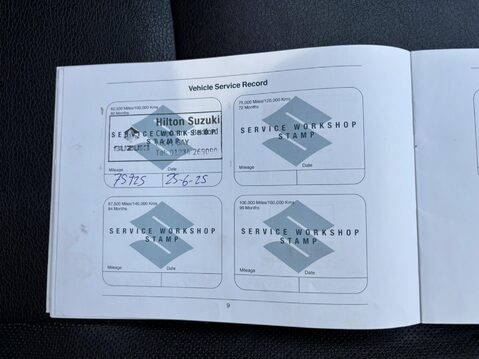 Vehicle Service Record
62,500 Miles/100,000 Kms
60 Months
Hilton Suzuki
SERVICE WORKSHOP
STAMP
SUZUKI
Mileage
Date
75925
25-6-25
75,000 Miles/120,000 Kms
72 Months
SERVICE WORKSHOP
STAMP
Mileage
Date
87,500 Miles/140,000 Kms
84 Months
SERVICE WORKSHOP
STAMP
Mileage
Date
100,000 Miles/160,000 Kms
96 Months
SERVICE WORKSHOP
STAMP
Mileage
Date
9